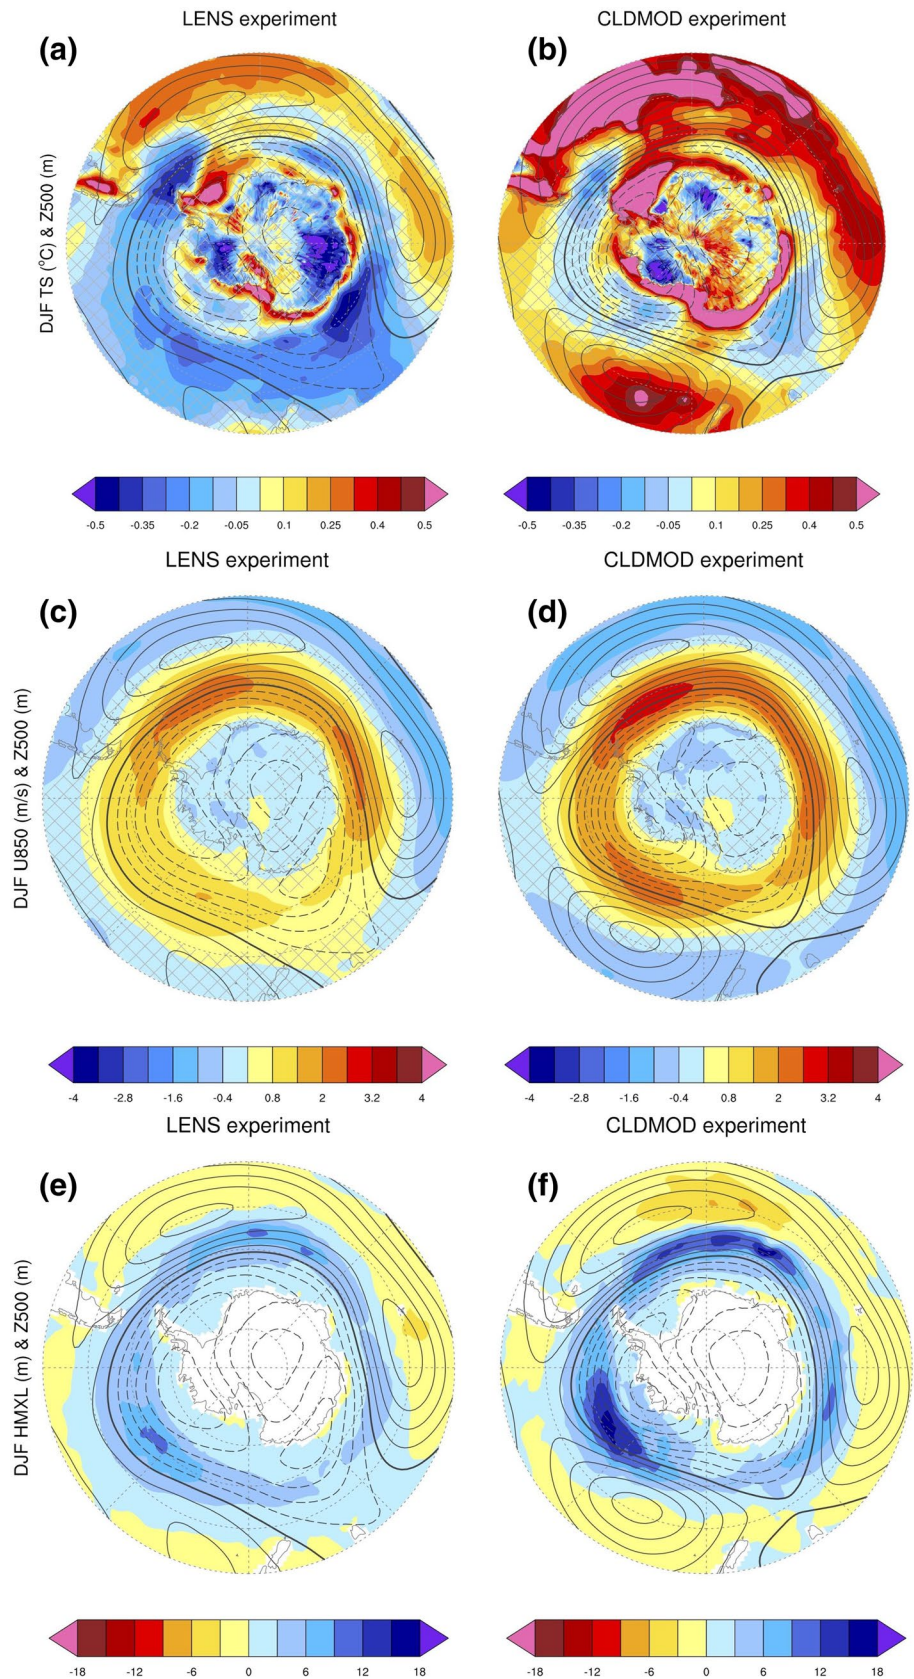 LENS experiment
CLDMOD experiment
(a)
(b)
DJF TS (°C) & Z500 (m)
-0.5 -0.35 -0.2 -0.05 0.1 0.25 0.4 0.5
-0.5 -0.35 -0.2 -0.05 0.1 0.25 0.4 0.5
LENS experiment
CLDMOD experiment
(c)
(d)
DJF U850 (m/s) & Z500 (m)
-4 -2.8 -1.6 -0.4 0.8 2 3.2 4
-4 -2.8 -1.6 -0.4 0.8 2 3.2 4
LENS experiment
CLDMOD experiment
(e)
(f)
DJF HMXL (m) & Z500 (m)
-18 -12 -6 0 6 12 18
-18 -12 -6 0 6 12 18